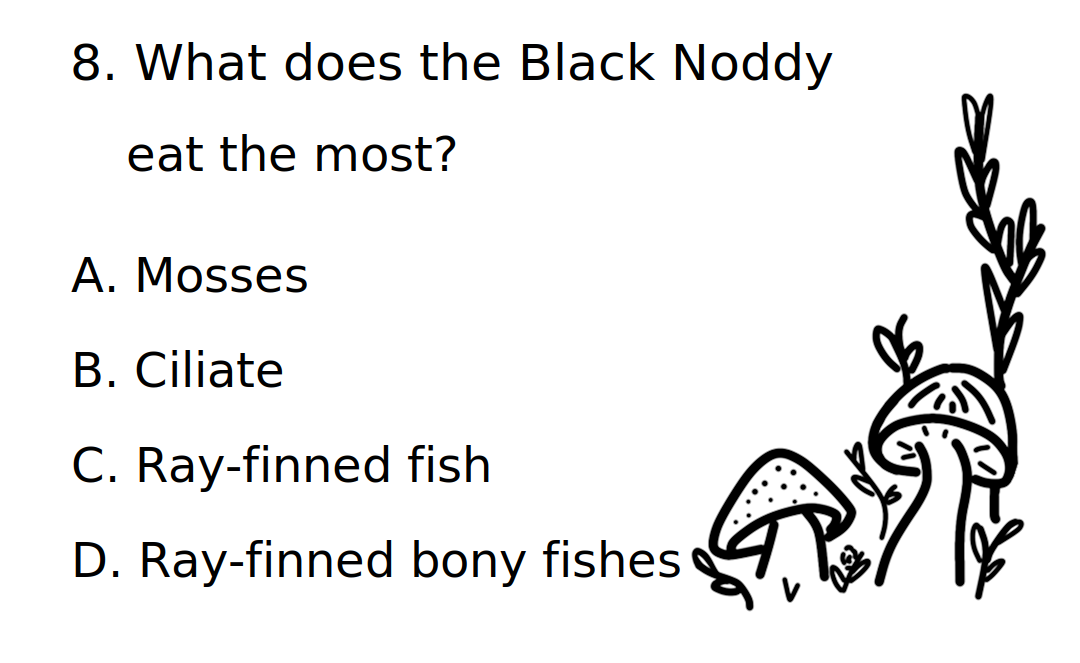 8. What does the Black Noddy
eat the most?
A. Mosses
B. Ciliate
C. Ray-finned fish
D. Ray-finned bony fishes